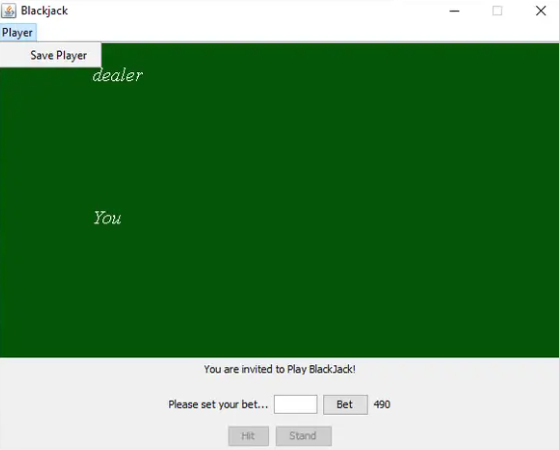 Blackjack
Player
Save Player
dealer
You
You are invited to Play BlackJack!
Please set your bet... Bet 490
Hit Stand